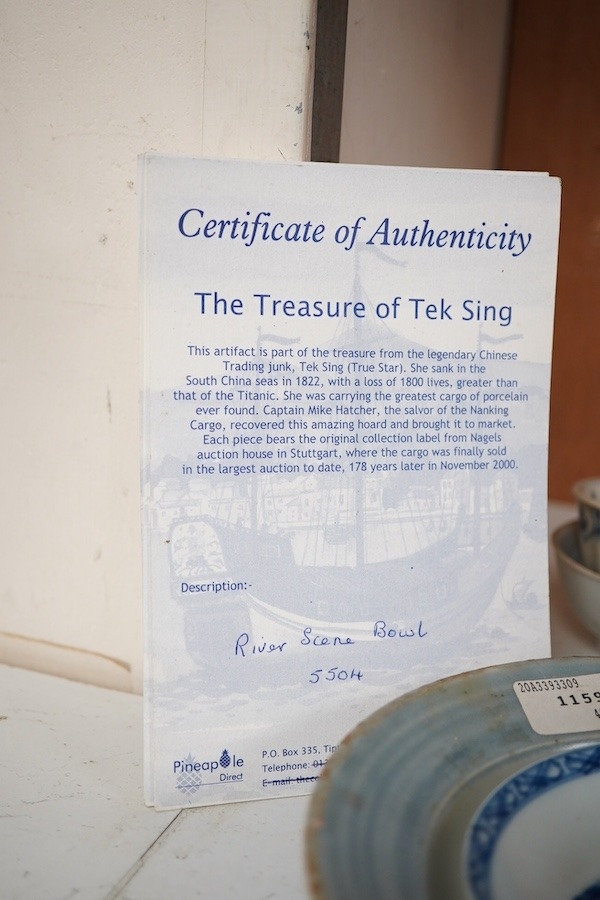 Certificate of Authenticity
The Treasure of Tek Sing
This artifact is part of the treasure from the legendary Chinese
Trading junk, Tek Sing (True Star). She sank in the
South China seas in 1822, with a loss of 1800 lives, greater than
that of the Titanic. She was carrying the greatest cargo of porcelain
ever found. Captain Mike Hatcher, the salvor of the Nanking
Cargo, recovered this amazing hoard and brought it to market.
Each piece bears the original collection label from Nagels
auction house in Stuttgart, where the cargo was finally sold
in the largest auction to date, 178 years later in November 2000.
Description:-
River Scene Bowl
5504
Pineapple
Direct
P.O. Box 335,
Telephone:
E-mail:
20A3393309